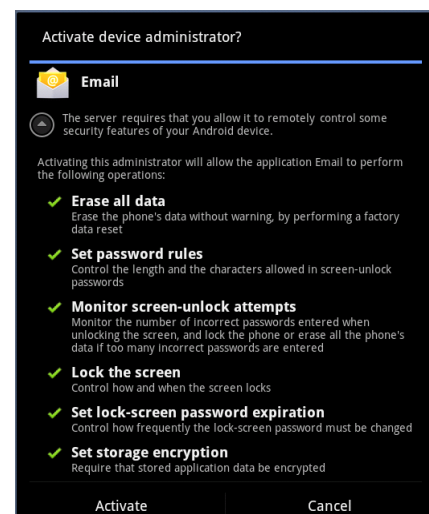 Activate device administrator?
Email
The server requires that you allow it to remotely control some
security features of your Android device.
Activating this administrator will allow the application Email to perform
the following operations:
Erase all data
Erase the phone's data without warning, by performing a factory
data reset
Set password rules
Control the length and the characters allowed in screen-unlock
passwords
Monitor screen-unlock attempts
Monitor the number of incorrect passwords entered when
unlocking the screen, and lock the phone or erase all the phone's
data if too many incorrect passwords are entered
Lock the screen
Control how and when the screen locks
Set lock-screen password expiration
Control how frequently the lock-screen password must be changed
Set storage encryption
Require that stored application data be encrypted
Activate
Cancel